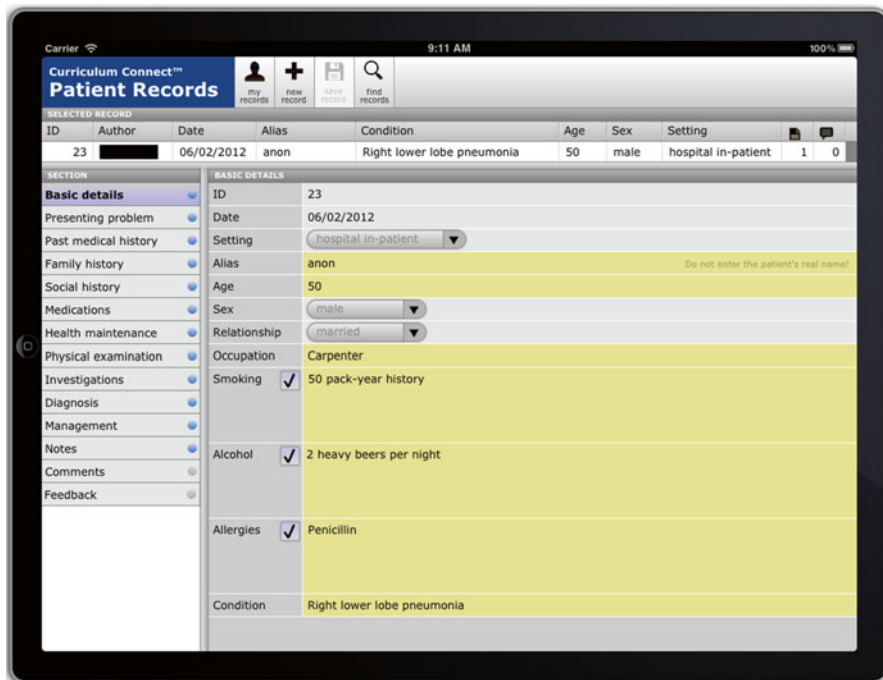 Carrier 9:11 AM 100%
Curriculum Connect™
Patient Records
my records new record save record find records
SELECTED RECORD
ID Author Date Alias Condition Age Sex Setting
23 06/02/2012 anon Right lower lobe pneumonia 50 male hospital in-patient 1 0
SECTION BASIC DETAILS
Basic details ID 23
Presenting problem Date 06/02/2012
Past medical history Setting hospital in-patient
Family history Alias anon Do not enter the patient's real name!
Social history Age 50
Medications Sex male
Health maintenance Relationship married
Physical examination Occupation Carpenter
Investigations Smoking 50 pack-year history
Diagnosis
Management
Notes Alcohol 2 heavy beers per night
Comments
Feedback
Allergies Penicillin
Condition Right lower lobe pneumonia